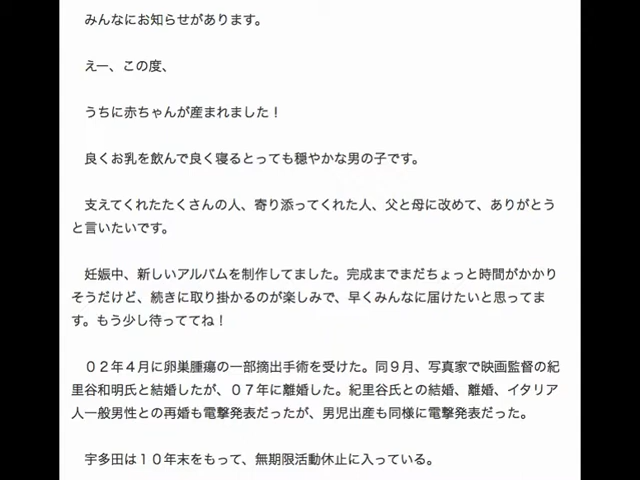 みんなにお知らせがあります。
えー、この度、
うちに赤ちゃんが産まれました！
良くお乳を飲んで良く寝るとっても穏やかな男の子です。
支えてくれたたくさんの人、寄り添ってくれた人、父と母に改めて、ありがとう
と言いたいです。
妊娠中、新しいアルバムを制作してました。完成までまだちょっと時間がかかり
そうだけど、続きに取り掛かるのが楽しみで、早くみんなに届けたいと思ってま
す。もう少し待っててね！
０２年４月に卵巣腫瘍の一部摘出手術を受けた。同９月、写真家で映画監督の紀
里谷和明氏と結婚したが、０７年に離婚した。紀里谷氏との結婚、離婚、イタリア
人一般男性との再婚も電撃発表だったが、男児出産も同様に電撃発表だった。
宇多田は１０年末をもって、無期限活動休止に入っている。